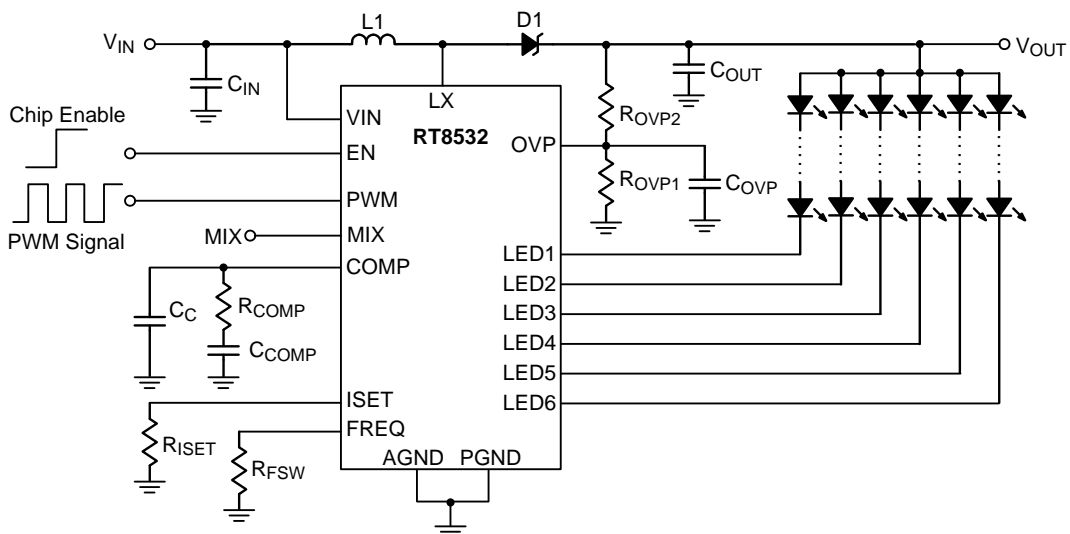 L1
D1
VIN
VOUT
CIN
COUT
LX
Chip Enable
VIN
RT8532
ROVP2
EN
OVP
ROVP1
COVP
PWM
PWM Signal
MIX
MIX
LED1
COMP
LED2
CC
RCOMP
LED3
CCOMP
LED4
LED5
ISET
LED6
FREQ
RISET
RFSW
AGND
PGND